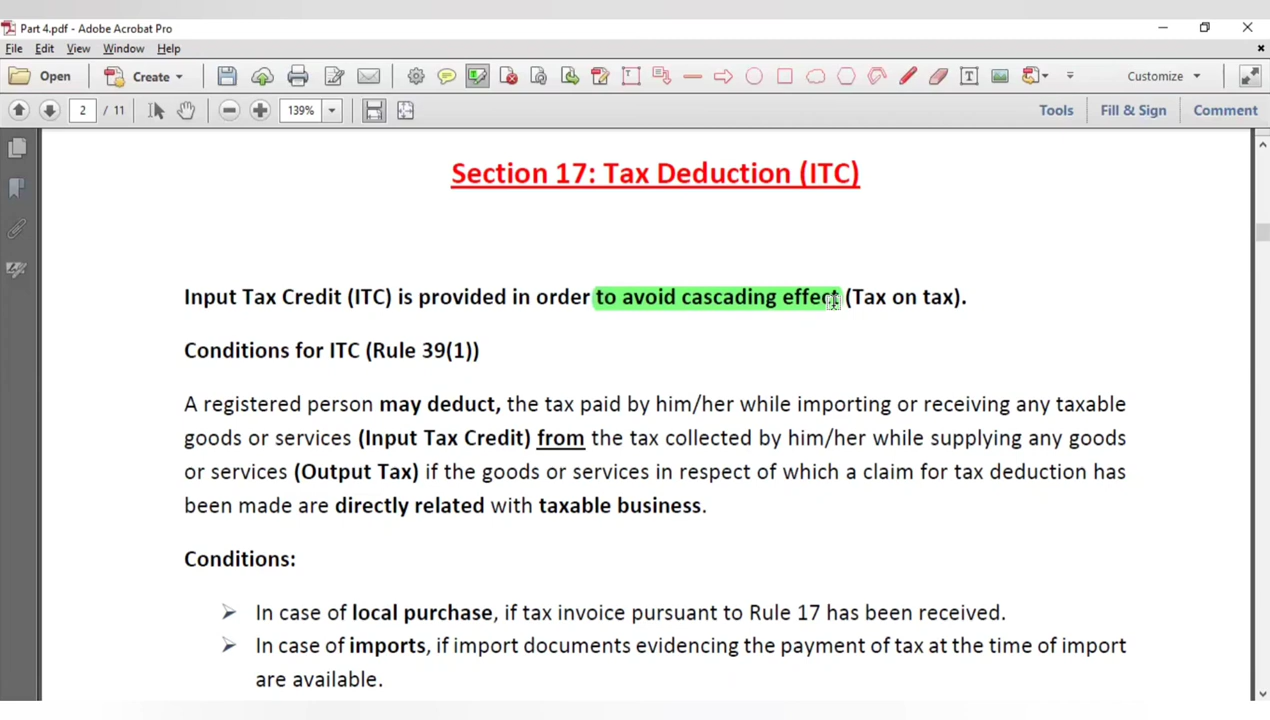 Part 4.pdf - Adobe Acrobat Pro
File Edit View Window Help
Open Create Customize
2 / 11 139% Tools Fill & Sign Comment
Section 17: Tax Deduction (ITC)
Input Tax Credit (ITC) is provided in order to avoid cascading effect (Tax on tax).
Conditions for ITC (Rule 39(1))
A registered person may deduct, the tax paid by him/her while importing or receiving any taxable
goods or services (Input Tax Credit) from the tax collected by him/her while supplying any goods
or services (Output Tax) if the goods or services in respect of which a claim for tax deduction has
been made are directly related with taxable business.
Conditions:
In case of local purchase, if tax invoice pursuant to Rule 17 has been received.
In case of imports, if import documents evidencing the payment of tax at the time of import
are available.